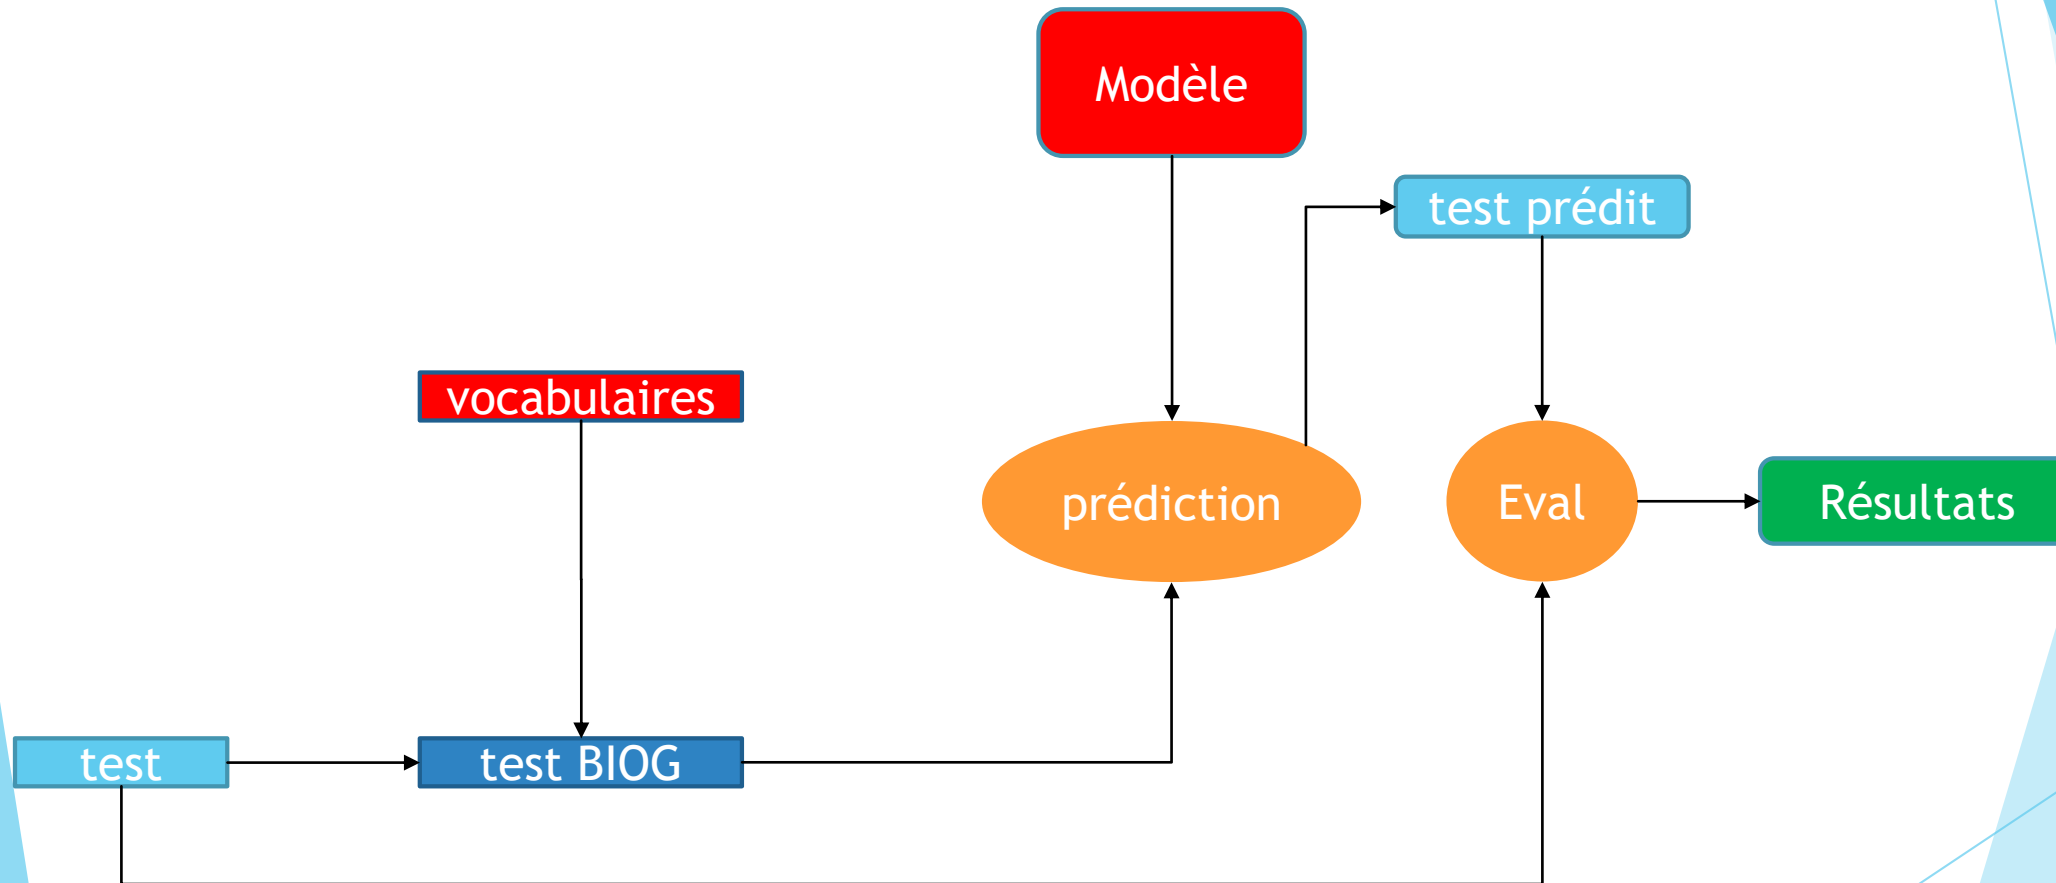 Modèle
test prédit
vocabulaires
prédiction
Eval
Résultats
test
test BIOG